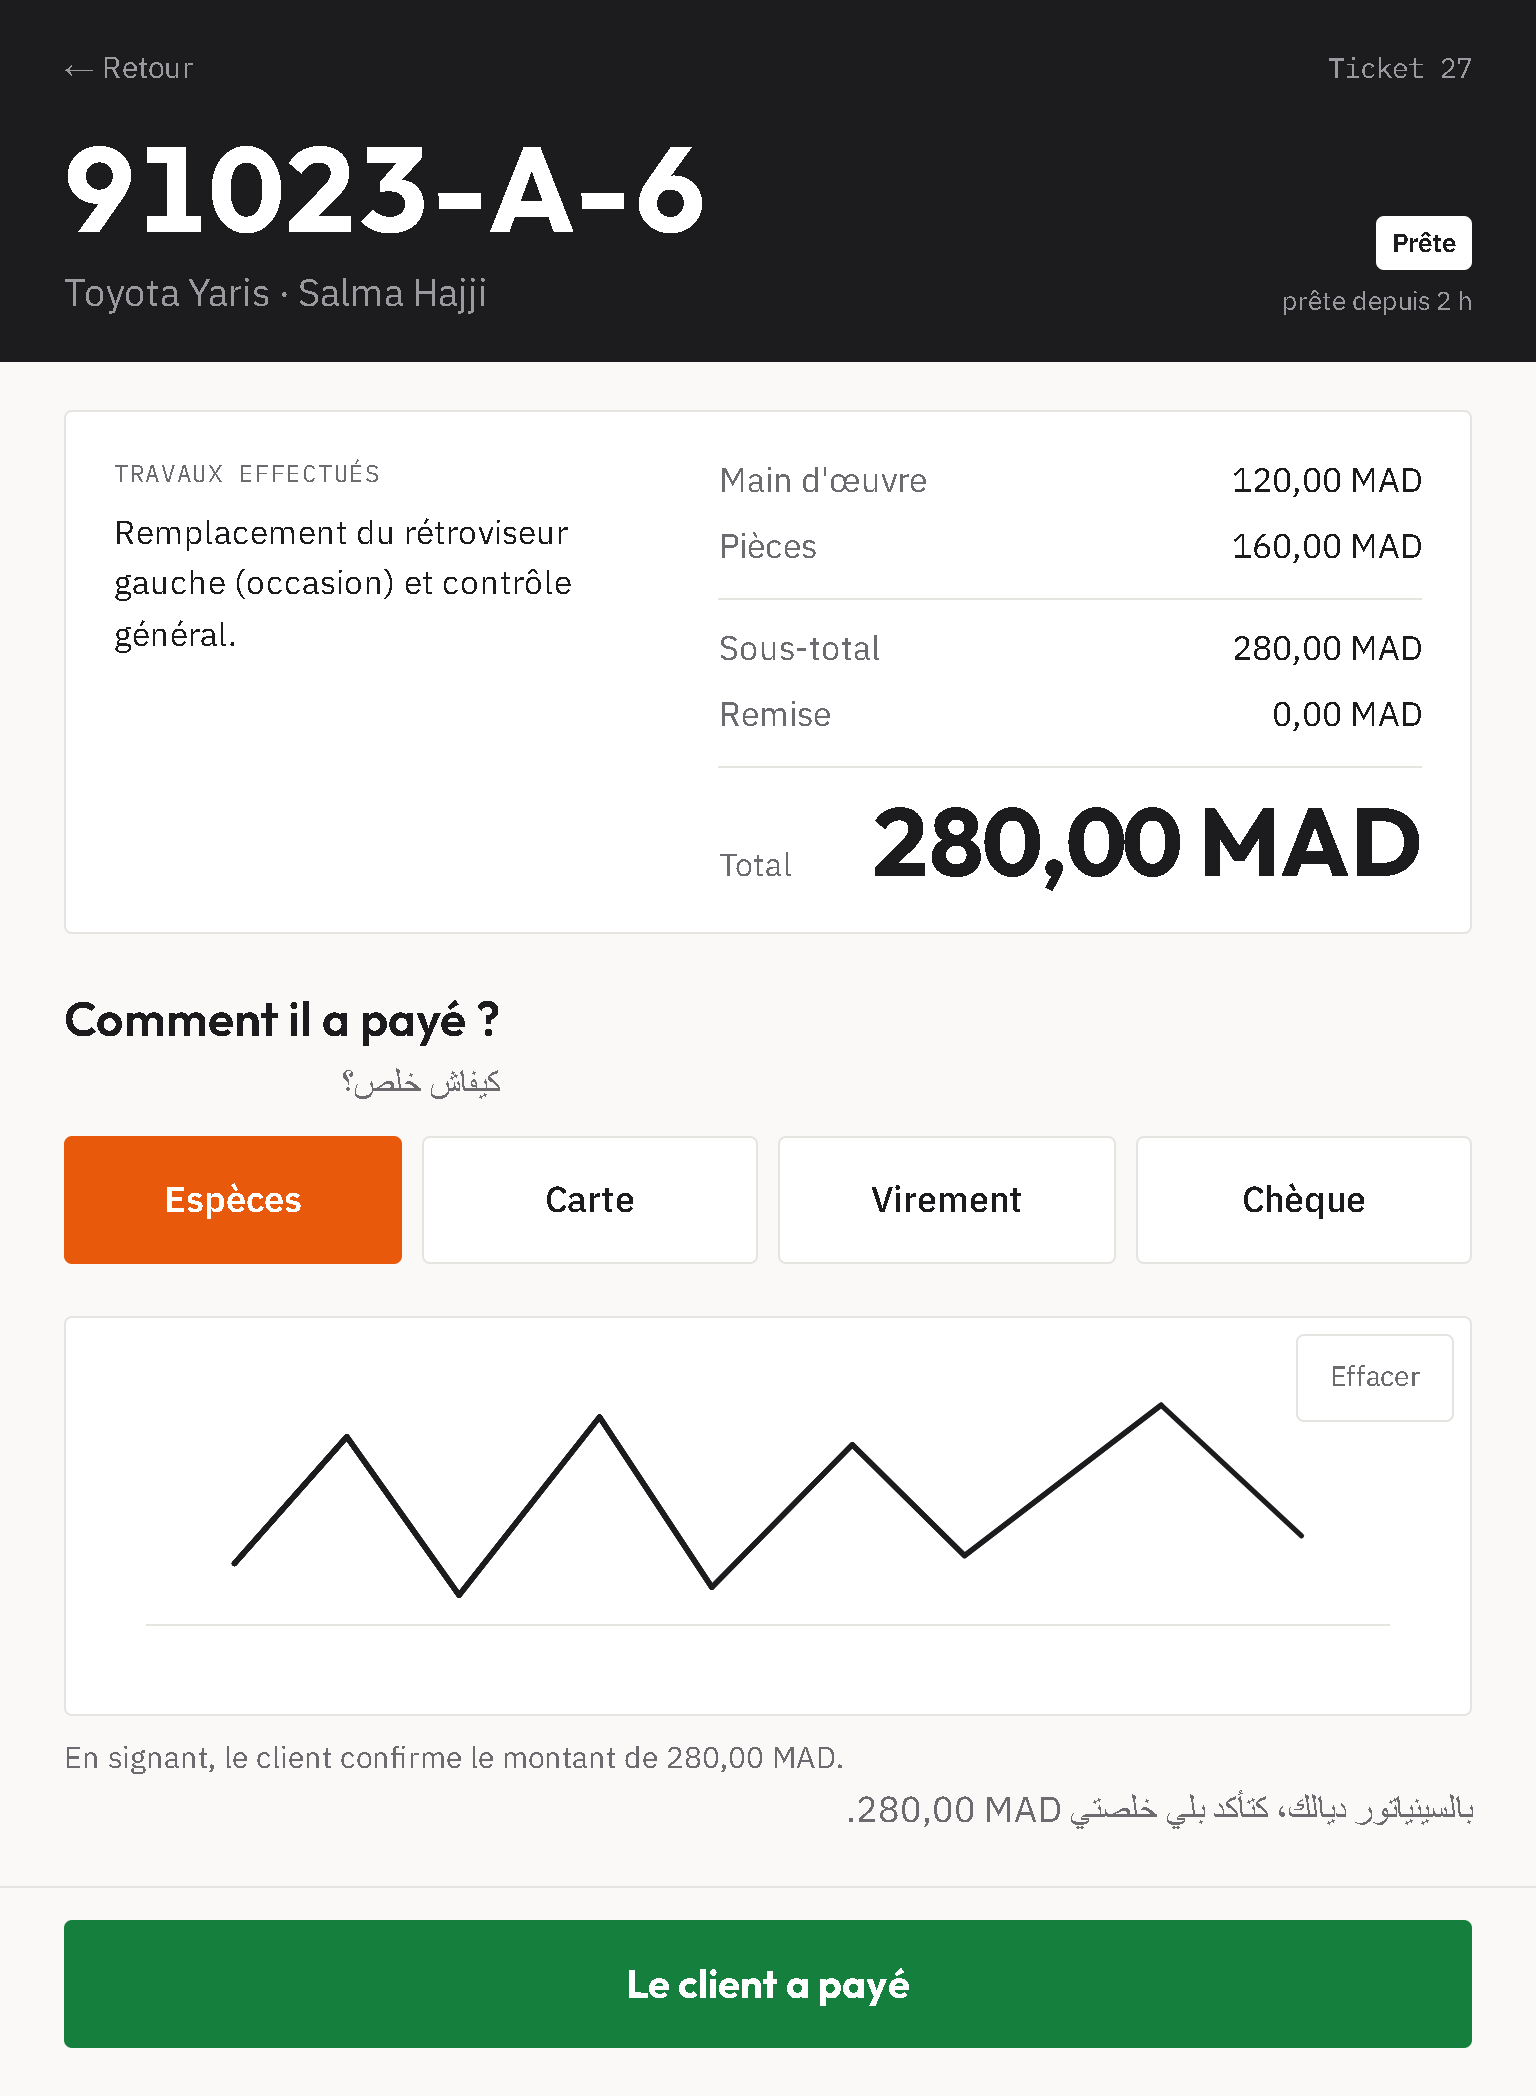 ← Retour
Ticket 27
91023-A-6
Toyota Yaris · Salma Hajji
Prête
prête depuis 2 h
TRAVAUX EFFECTUÉS
Remplacement du rétroviseur
gauche (occasion) et contrôle
général.
Main d'œuvre 120,00 MAD
Pièces 160,00 MAD
Sous-total 280,00 MAD
Remise 0,00 MAD
Total 280,00 MAD
Comment il a payé ?
كيفاش خلص؟
Espèces
Carte
Virement
Chèque
Effacer
En signant, le client confirme le montant de 280,00 MAD.
بالسينياتور ديالك، كتأكد بلي خلصتي 280,00 MAD.
Le client a payé